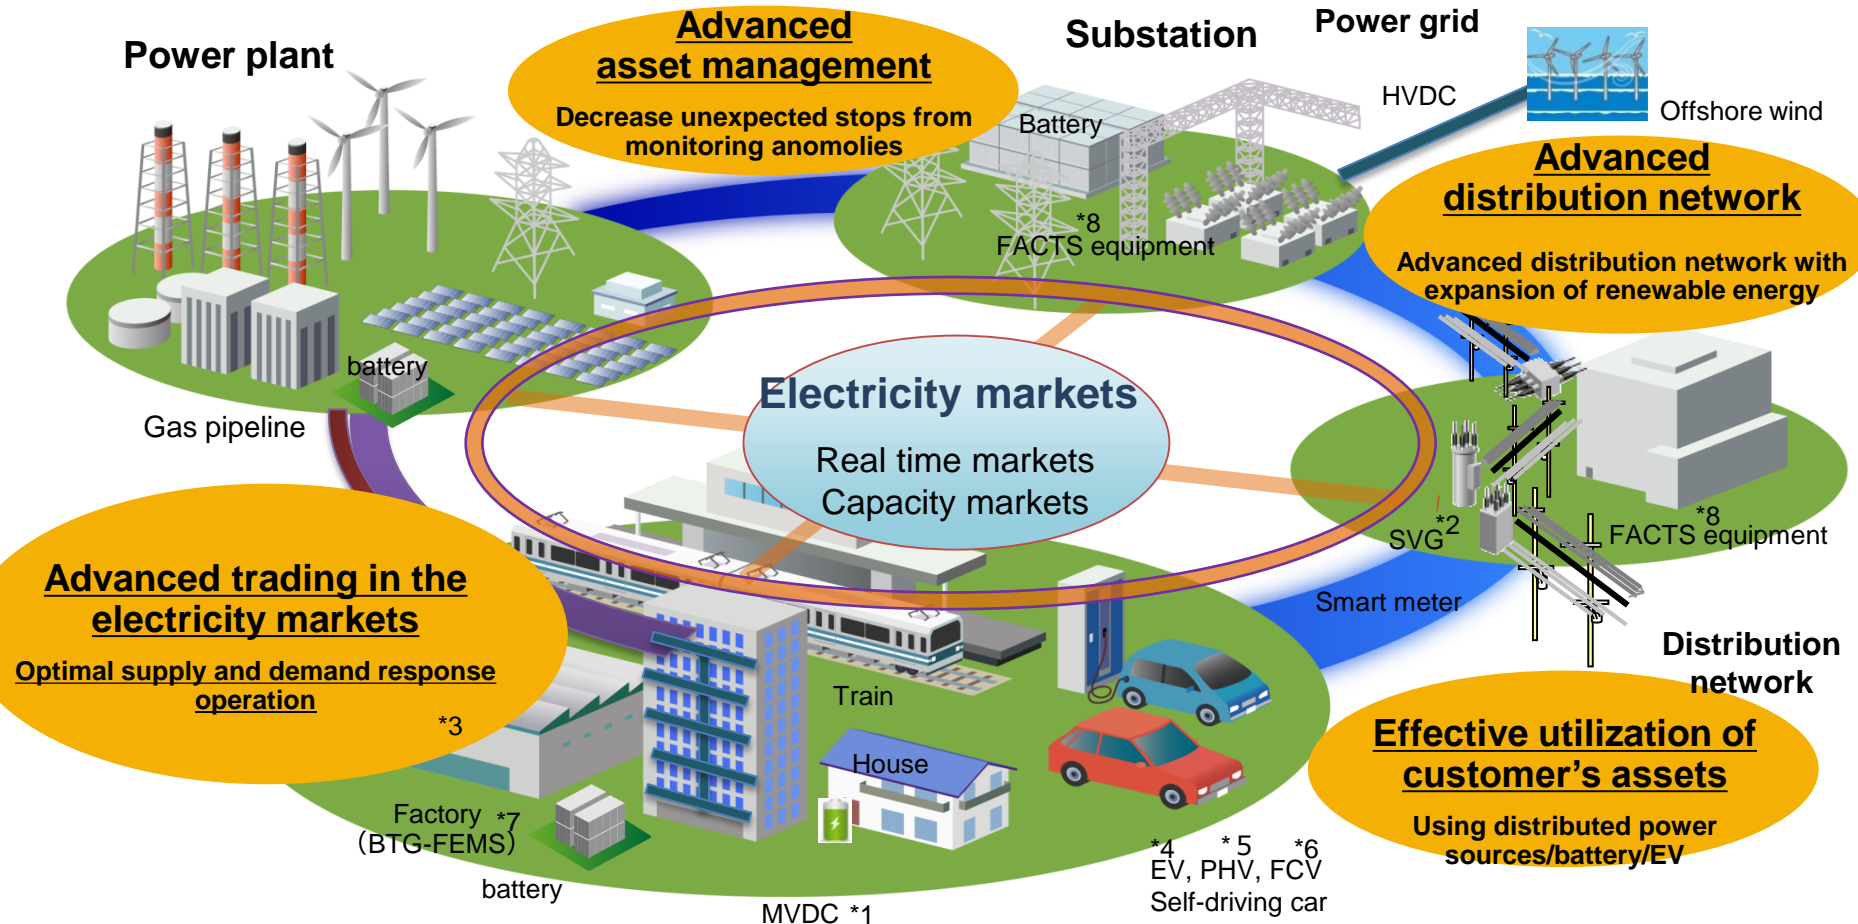 Power plant
Advanced
asset management
Decrease unexpected stops from
monitoring anomolies
Substation
Power grid
HVDC
Offshore wind
Battery
*8
FACTS equipment
Advanced
distribution network
Advanced distribution network with
expansion of renewable energy
battery
Gas pipeline
Electricity markets
Real time markets
Capacity markets
SVG*2
*8
FACTS equipment
Smart meter
Distribution
network
Advanced trading in the
electricity markets
Optimal supply and demand response
operation
*3
Train
House
Factory *7
(BTG-FEMS)
battery
MVDC *1
*4 *5 *6
EV, PHV, FCV
Self-driving car
Effective utilization of
customer’s assets
Using distributed power
sources/battery/EV